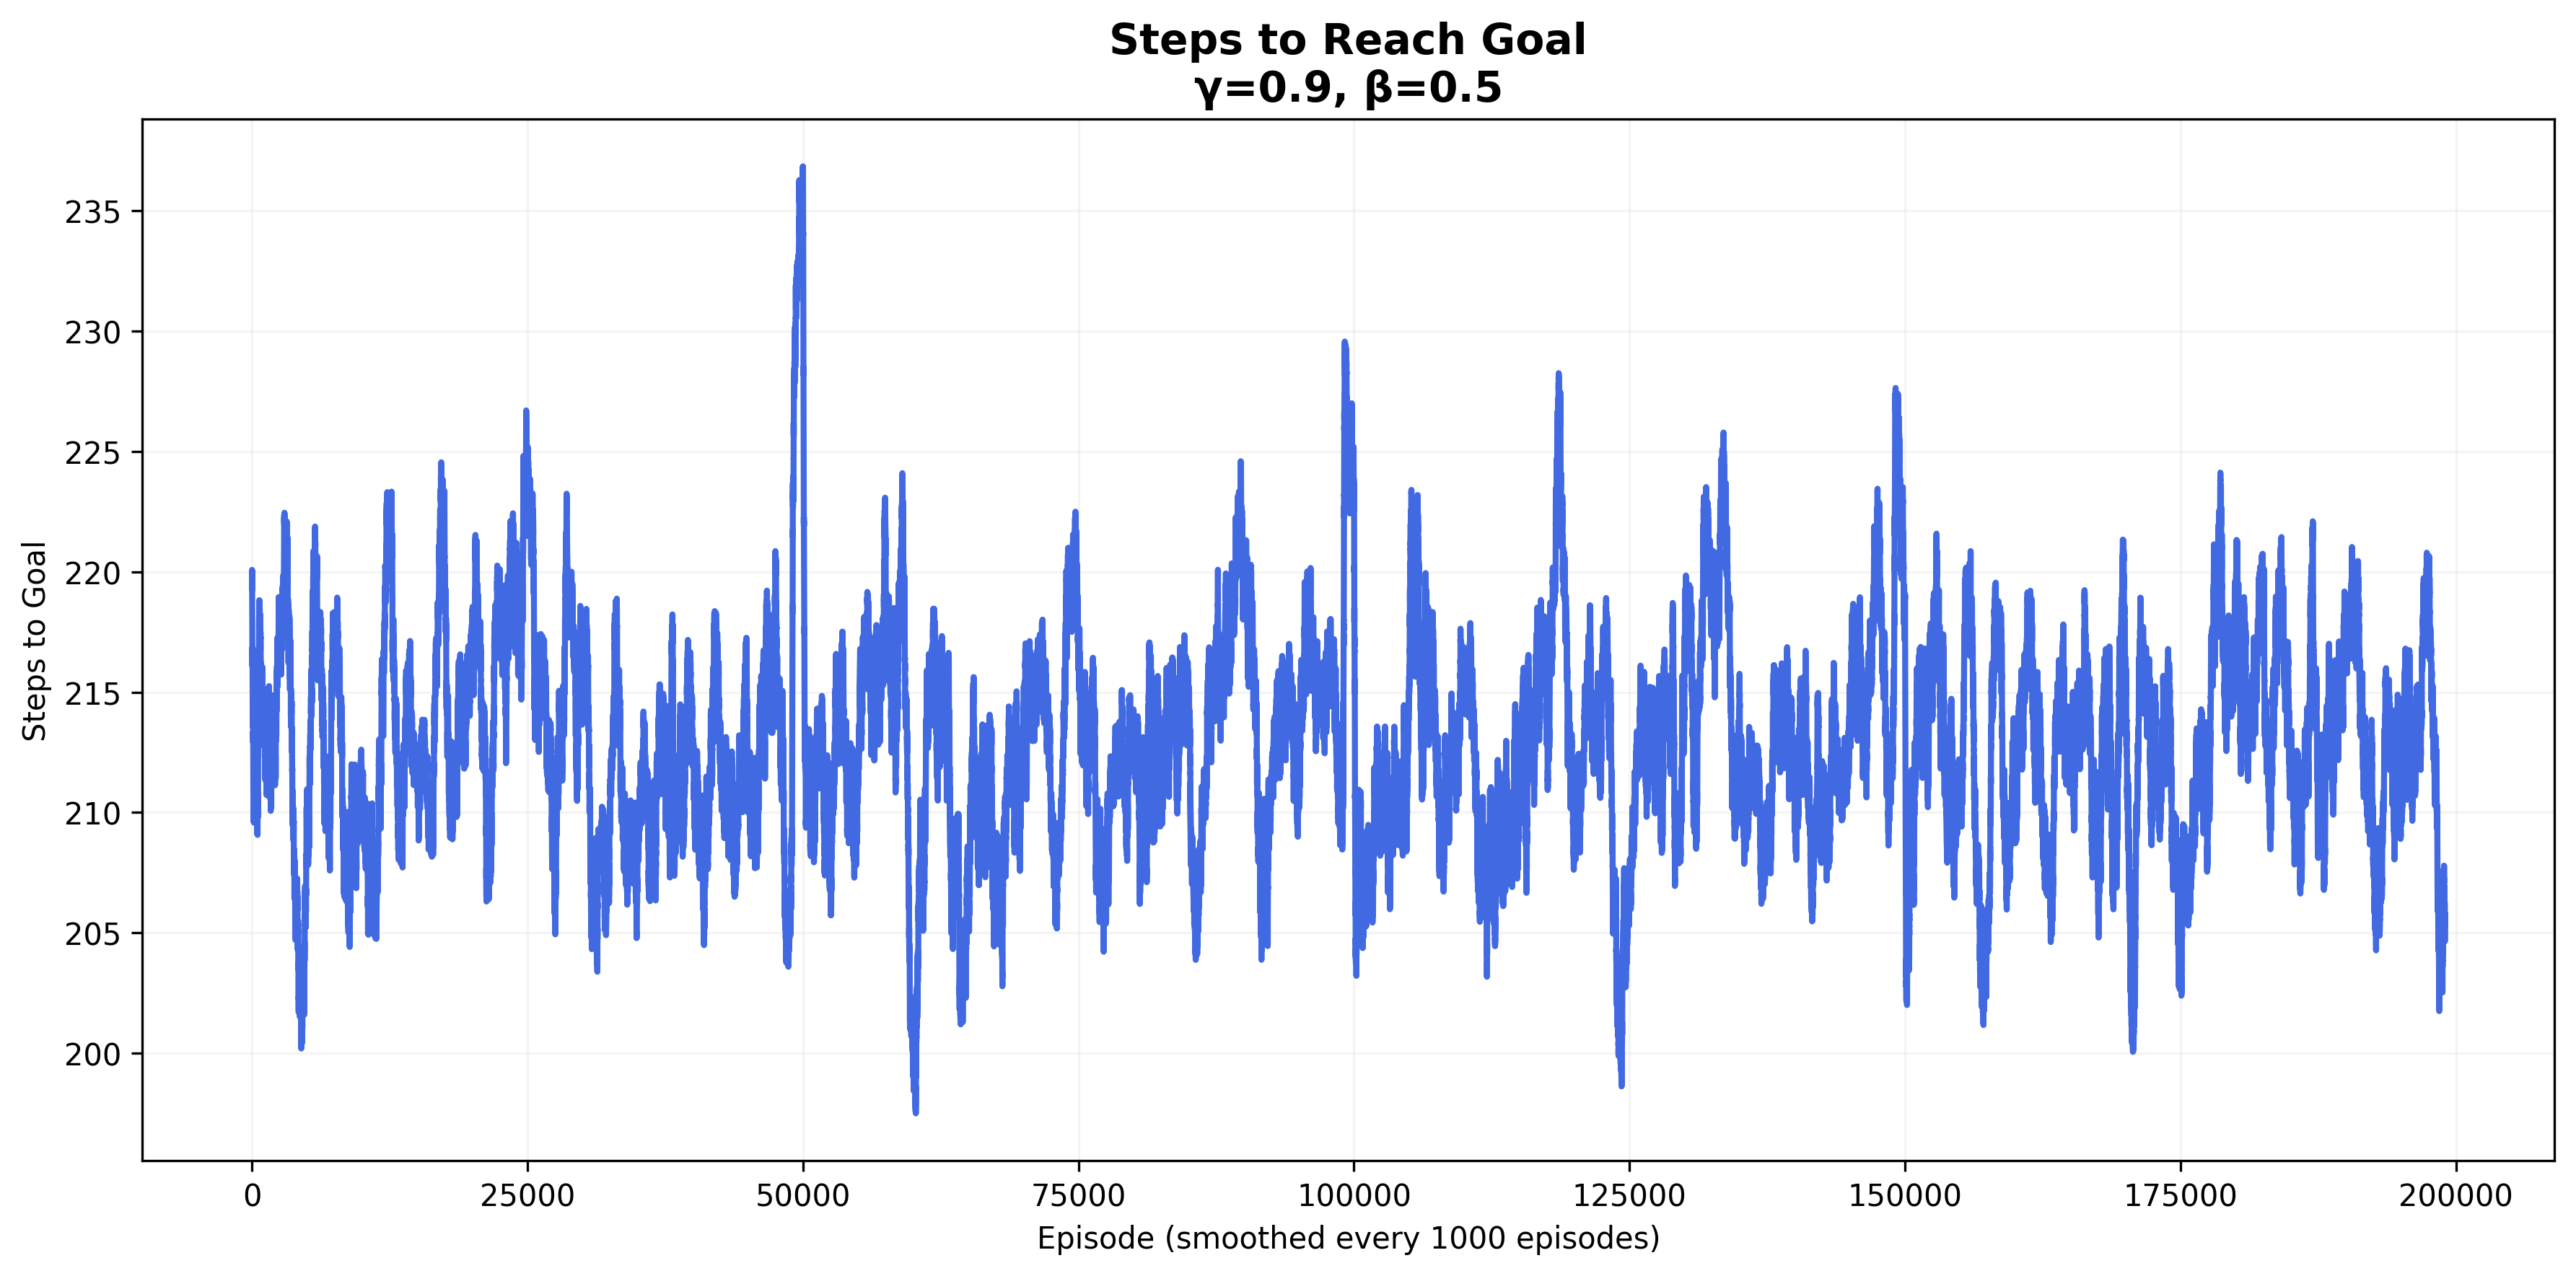 Steps to Reach Goal
γ=0.9, β=0.5
Steps to Goal
235
230
225
220
215
210
205
200
0 25000 50000 75000 100000 125000 150000 175000 200000
Episode (smoothed every 1000 episodes)